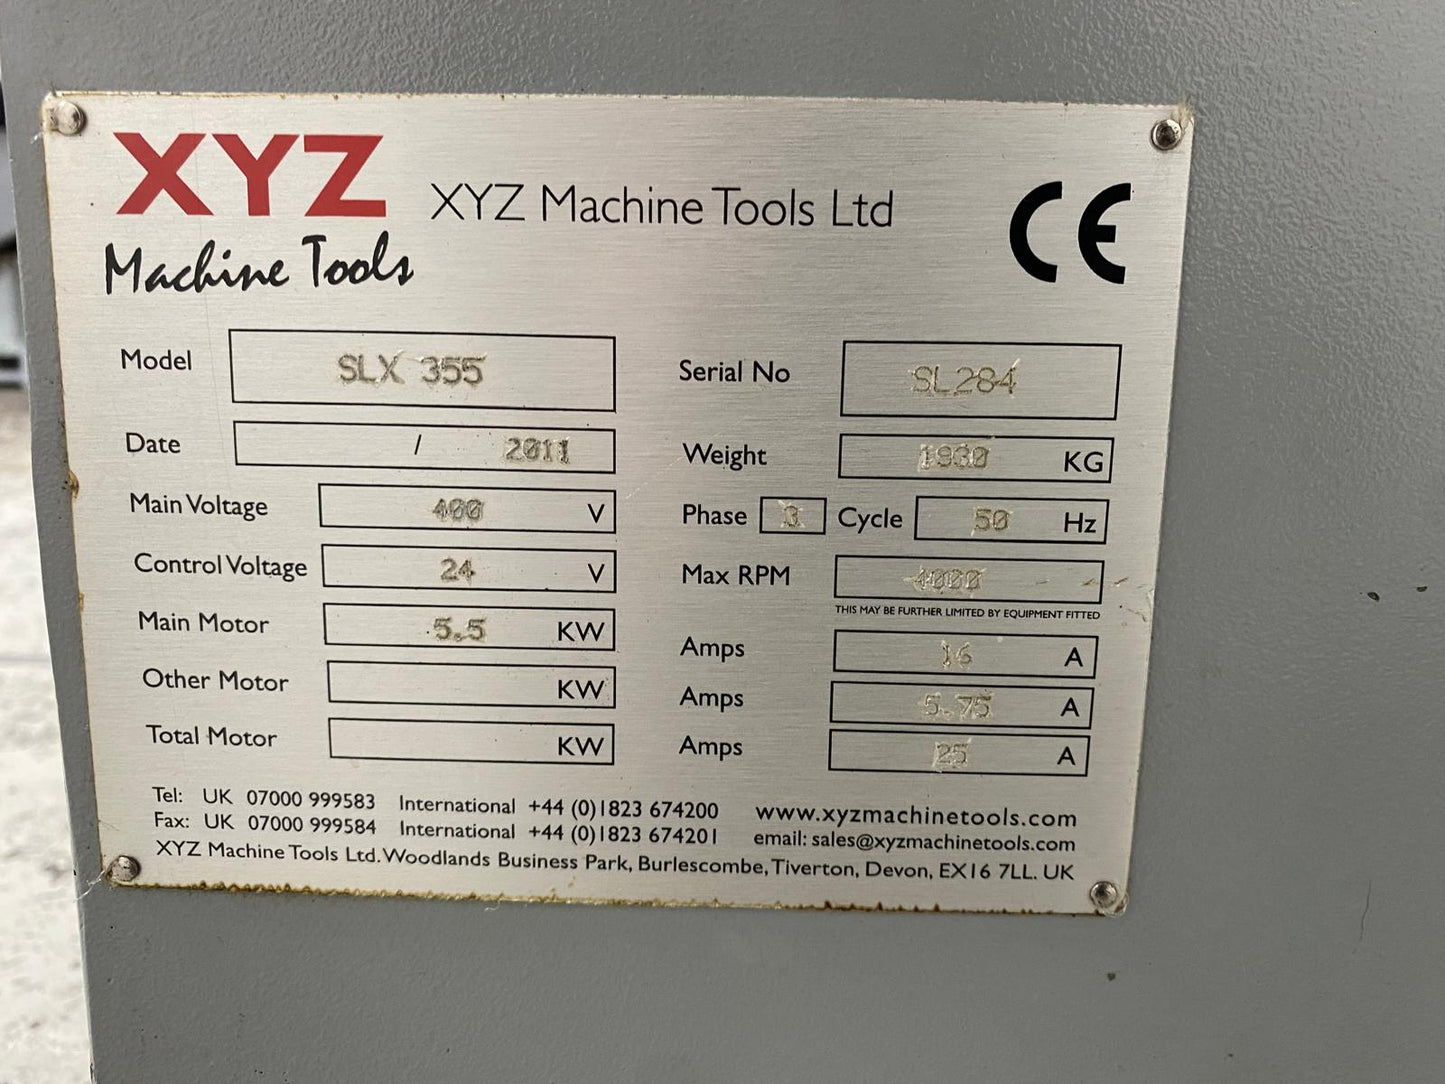 XYZ XYZ Machine Tools Ltd CE
Machine Tools
Model SLX 355 Serial No SL284
Date / 2011 Weight 1930 KG
Main Voltage 400 V Phase 3 Cycle 50 Hz
Control Voltage 24 V Max RPM 4000
THIS MAY BE FURTHER LIMITED BY EQUIPMENT FITTED
Main Motor 5.5 KW Amps 16 A
Other Motor KW Amps 5.75 A
Total Motor KW Amps 25 A
Tel: UK 07000 999583 International +44 (0)1823 674200 www.xyzmachinetools.com
Fax: UK 07000 999584 International +44 (0)1823 674201 email: sales@xyzmachinetools.com
XYZ Machine Tools Ltd. Woodlands Business Park, Burlescombe, Tiverton, Devon, EX16 7LL. UK